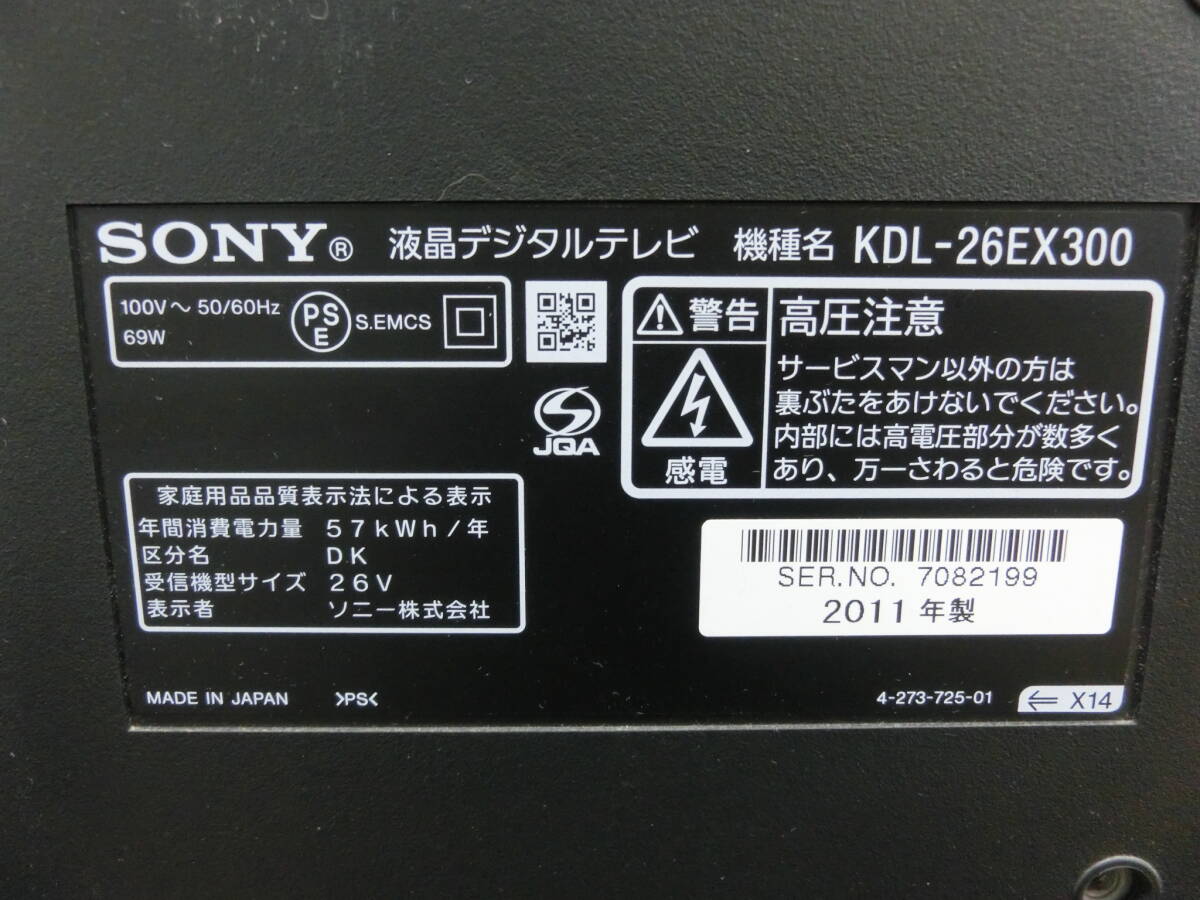 SONY® 液晶デジタルテレビ 機種名 KDL-26EX300
100V～ 50/60Hz
69W
PS
E
S.EMCS
JQA
警告
感電
高圧注意
サービスマン以外の方は
裏ぶたをあけないでください。
内部には高電圧部分が数多く
あり、万一さわると危険です。
家庭用品品質表示法による表示
年間消費電力量 57kWh/年
区分名 DK
受信機型サイズ 26V
表示者 ソニー株式会社
SER.NO. 7082199
2011年製
MADE IN JAPAN >PS<
4-273-725-01 ⇐ X14